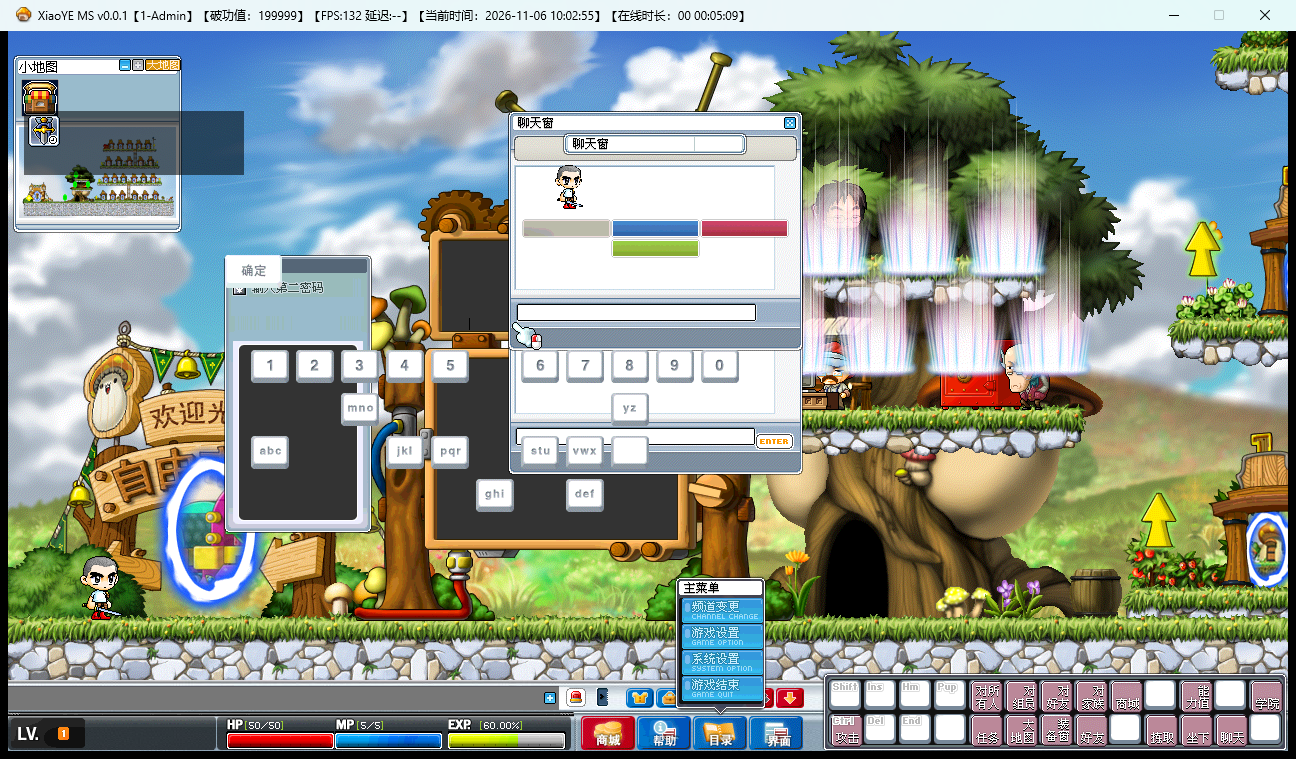 XiaoYE MS v0.0.1【1-Admin】【破功值：199999】【FPS:132 延迟:--】【当前时间：2026-11-06 10:02:55】【在线时长：00 00:05:09】
小地图
大地图
聊天窗
聊天窗
确定
输入第二密码
1 2 3 4 5 6 7 8 9 0
mno yz
abc jkl pqr stu vwx
ENTER
ghi def
欢迎光
自由
主菜单
频道变更
CHANNEL CHANGE
游戏设置
GAME OPTION
系统设置
SYSTEM OPTION
游戏结束
GAME QUIT
LV. 1
HP[50/50] MP[5/5] EXP.[60.00%]
商城 帮助 目录 界面
Shift Ins Hm Pup 对所有人 对组员 对好友 对家族 商城 能力值 学院
Ctrl 攻击 Del End 任务 大地图 装备窗 好友 拣取 坐下 聊天